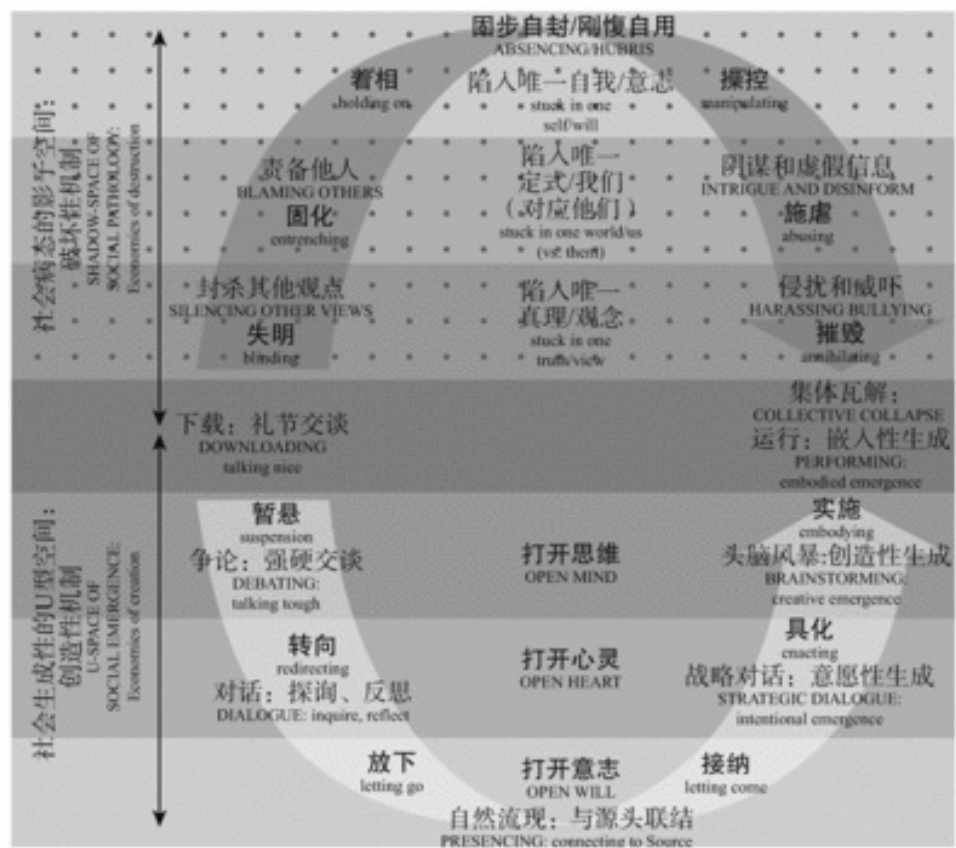 固步自封/刚愎自用
ABSENCING/HUBRIS
着相
holding on
陷入唯一自我/意志
stuck in one
self/will
操控
manipulating
责备他人
BLAMING OTHERS
固化
entrenching
陷入唯一
定式/我们
(对应他们)
stuck in one world/us
(vs. them)
阴谋和虚假信息
INTRIGUE AND DISINFORM
施虐
abusing
封杀其他观点
SILENCING OTHER VIEWS
失明
blinding
陷入唯一
真理/观念
stuck in one
truth/view
侵扰和威吓
HARASSING BULLYING
摧毁
annihilating
社会病态的影子空间:
破坏性机制
SHADOW-SPACE OF
SOCIAL PATHOLOGY:
Economics of destruction
下载:礼节交谈
DOWNLOADING
talking nice
集体瓦解:
COLLECTIVE COLLAPSE
运行:嵌入性生成
PERFORMING:
embodied emergence
社会生成性的U型空间:
创造性机制
U-SPACE OF
SOCIAL EMERGENCE:
Economics of creation
暂悬
suspension
争论:强硬交谈
DEBATING:
talking tough
打开思维
OPEN MIND
实施
embodying
头脑风暴:创造性生成
BRAINSTORMING:
creative emergence
转向
redirecting
对话:探询、反思
DIALOGUE: inquire, reflect
打开心灵
OPEN HEART
具化
enacting
战略对话:意愿性生成
STRATEGIC DIALOGUE:
intentional emergence
放下
letting go
打开意志
OPEN WILL
接纳
letting come
自然流现:与源头联结
PRESENCING: connecting to Source